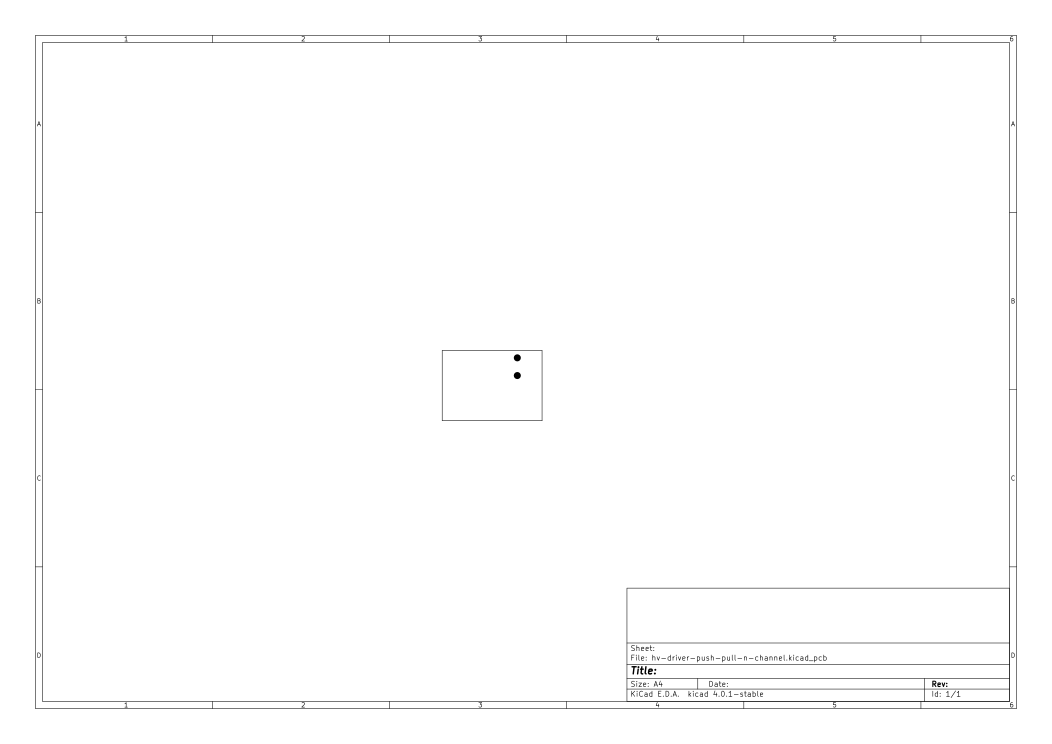 1 2 3 4 5 6
A A
B B
C C
Sheet:
D File: hv-driver-push-pull-n-channel.kicad_pcb D
Title:
Size: A4 Date: Rev:
KiCad E.D.A. kicad 4.0.1-stable Id: 1/1
1 2 3 4 5 6